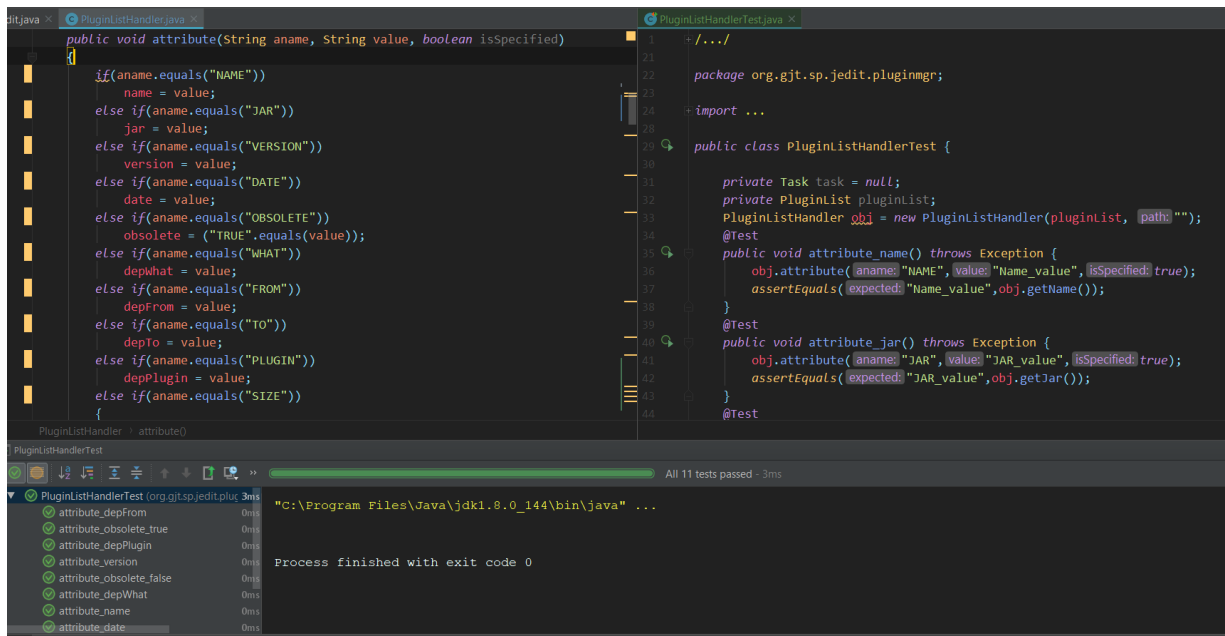 dit.java × PluginListHandler.java ×
public void attribute(String aname, String value, boolean isSpecified)
{
if(aname.equals("NAME"))
name = value;
else if(aname.equals("JAR"))
jar = value;
else if(aname.equals("VERSION"))
version = value;
else if(aname.equals("DATE"))
date = value;
else if(aname.equals("OBSOLETE"))
obsolete = ("TRUE".equals(value));
else if(aname.equals("WHAT"))
depWhat = value;
else if(aname.equals("FROM"))
depFrom = value;
else if(aname.equals("TO"))
depTo = value;
else if(aname.equals("PLUGIN"))
depPlugin = value;
else if(aname.equals("SIZE"))
{
PluginListHandler › attribute()
PluginListHandlerTest.java ×
1 +/.../
21
22 package org.gjt.sp.jedit.pluginmgr;
23
24 +import ...
28
29 public class PluginListHandlerTest {
30
31 private Task task = null;
32 private PluginList pluginList;
33 PluginListHandler obj = new PluginListHandler(pluginList, path: "");
34 @Test
35 public void attribute_name() throws Exception {
36 obj.attribute( aname: "NAME", value: "Name_value", isSpecified: true);
37 assertEquals( expected: "Name_value",obj.getName());
38 }
39 @Test
40 public void attribute_jar() throws Exception {
41 obj.attribute( aname: "JAR", value: "JAR_value", isSpecified: true);
42 assertEquals( expected: "JAR_value",obj.getJar());
43 }
44 @Test
PluginListHandlerTest
» All 11 tests passed - 3ms
PluginListHandlerTest (org.gjt.sp.jedit.plug 3ms
attribute_depFrom 0ms
attribute_obsolete_true 0ms
attribute_depPlugin 0ms
attribute_version 0ms
attribute_obsolete_false 0ms
attribute_depWhat 0ms
attribute_name 0ms
attribute_date 0ms
"C:\Program Files\Java\jdk1.8.0_144\bin\java" ...
Process finished with exit code 0